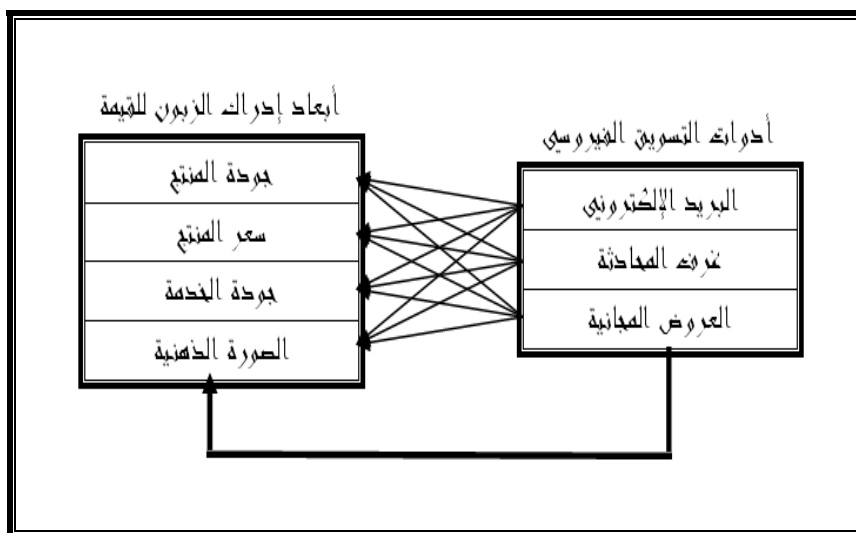 أدوات التسويق الفيروسي
البريد الإلكتروني
غرف المحادثة
العروض المجانية
أبعاد إدراك الزبون للقيمة
جودة المنتج
سعر المنتج
جودة الخدمة
الصورة الذهنية